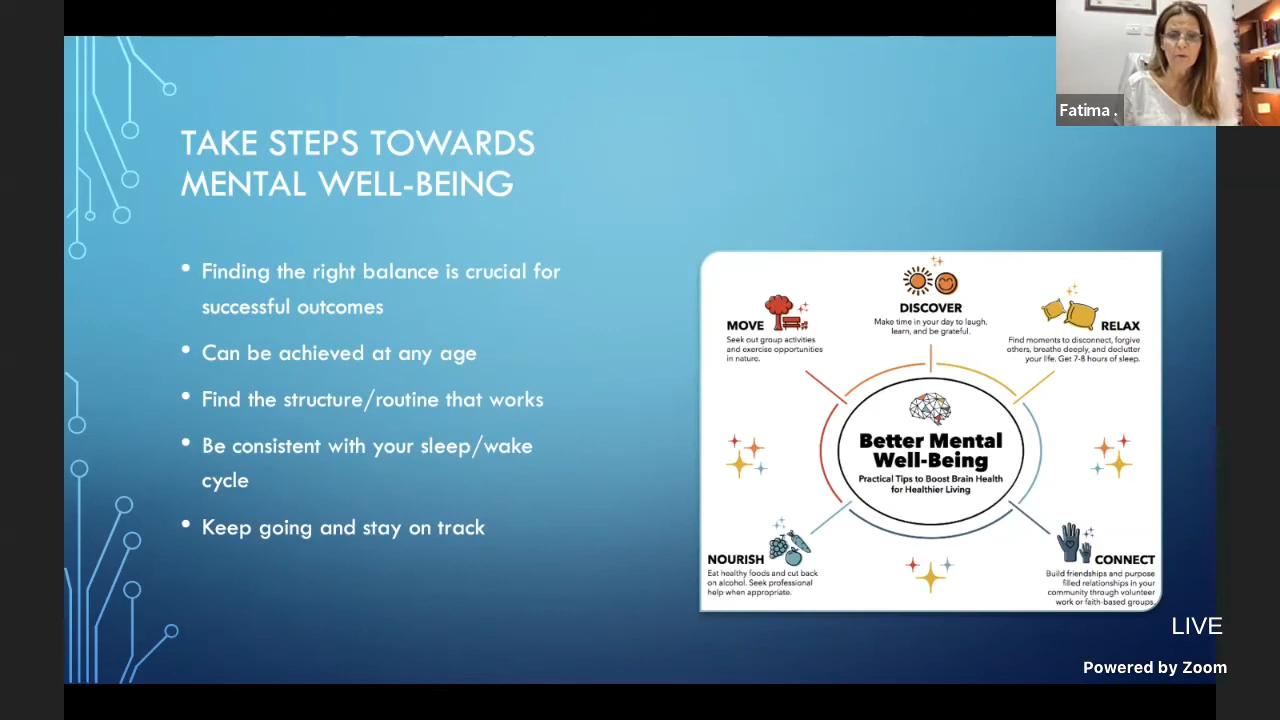 Fatima .
TAKE STEPS TOWARDS
MENTAL WELL-BEING
• Finding the right balance is crucial for
successful outcomes
• Can be achieved at any age
• Find the structure/routine that works
• Be consistent with your sleep/wake
cycle
• Keep going and stay on track
DISCOVER
Make time in your day to laugh,
learn, and be grateful.
MOVE
Seek out group activities
and exercise opportunities
in nature.
RELAX
Find moments to disconnect, forgive
others, breathe deeply, and declutter
your life. Get 7-8 hours of sleep.
Better Mental
Well-Being
Practical Tips to Boost Brain Health
for Healthier Living
NOURISH
Eat healthy foods and cut back
on alcohol. Seek professional
help when appropriate.
CONNECT
Build friendships and purpose
filled relationships in your
community through volunteer
work or faith-based groups.
LIVE
Powered by Zoom